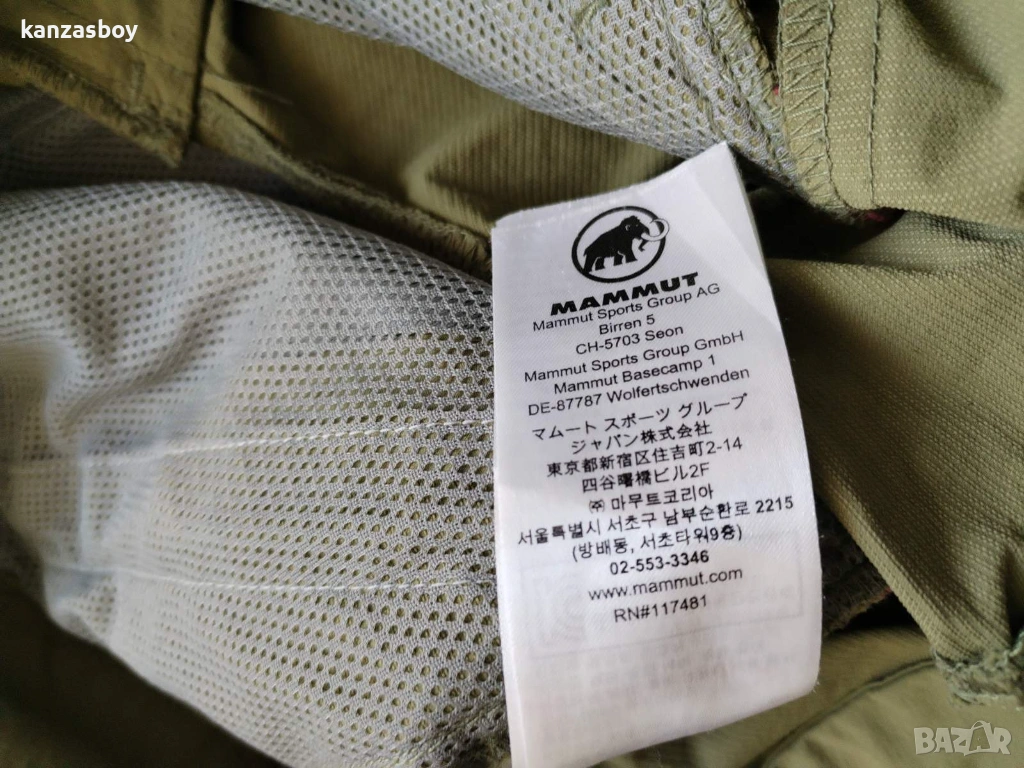 kanzasboy
MAMMUT
Mammut Sports Group AG
Birren 5
CH-5703 Seon
Mammut Sports Group GmbH
Mammut Basecamp 1
DE-87787 Wolfertschwenden
マムート スポーツ グループ
ジャパン株式会社
東京都新宿区住吉町2-14
四谷曙橋ビル2F
㈜ 마무트코리아
서울특별시 서초구 남부순환로 2215
(방배동, 서초타워9층)
02-553-3346
www.mammut.com
RN#117481
BAZAR